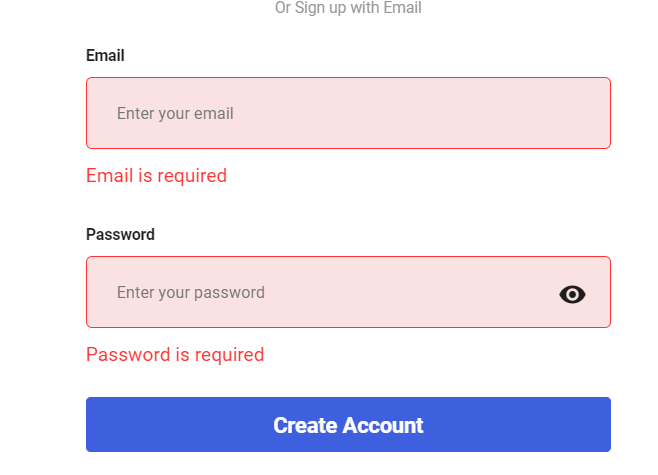 Or Sign up with Email
Email
Enter your email
Email is required
Password
Enter your password
Password is required
Create Account